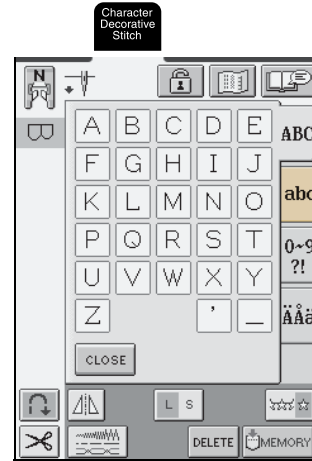 Character
Decorative
Stitch
N
A B C D E ABC
F G H I J
K L M N O abc
P Q R S T 0~9
?!
U V W X Y
Z ' _ ÄÅä
CLOSE
L S
DELETE MEMORY